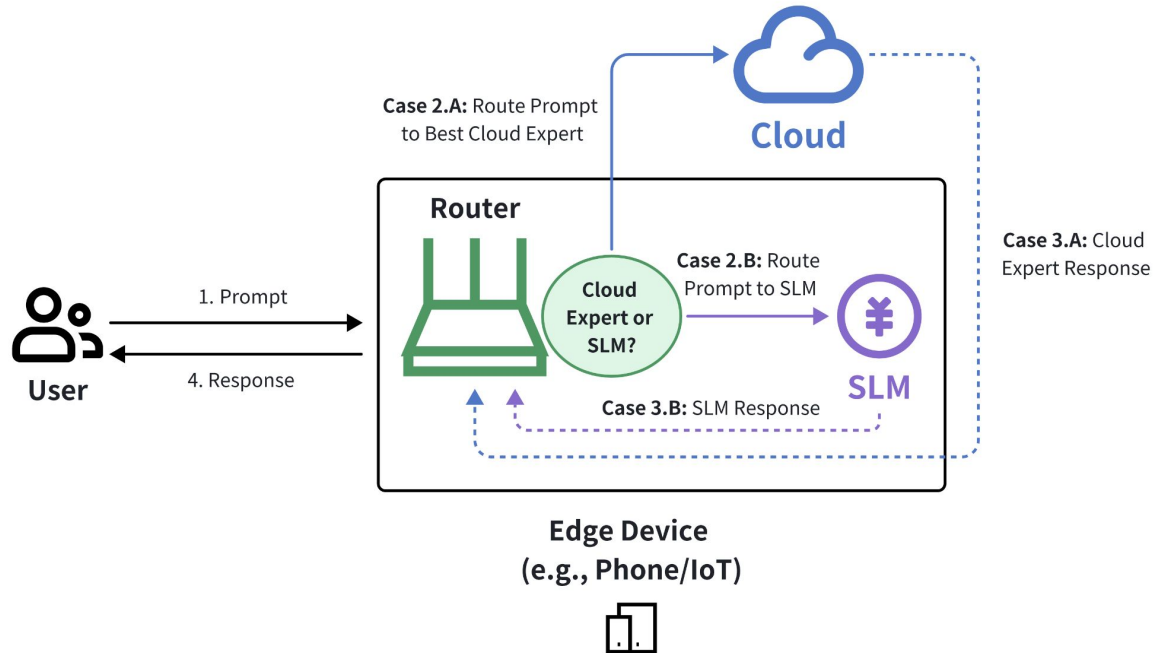 Case 2.A: Route Prompt
to Best Cloud Expert
Cloud
Router
Case 3.A: Cloud
Expert Response
Case 2.B: Route
Prompt to SLM
Cloud
Expert or
SLM?
¥
1. Prompt
4. Response
User
SLM
Case 3.B: SLM Response
Edge Device
(e.g., Phone/IoT)